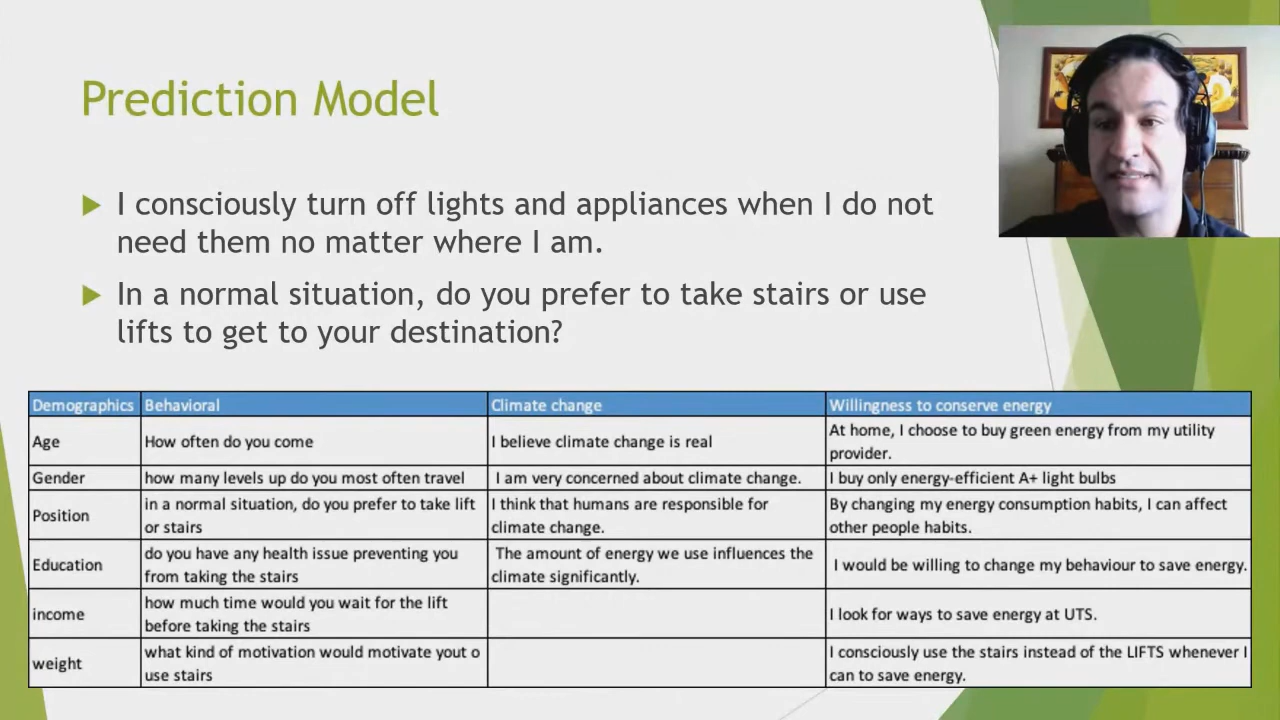 Prediction Model
I consciously turn off lights and appliances when I do not
need them no matter where I am.
In a normal situation, do you prefer to take stairs or use
lifts to get to your destination?
Demographics Behavioral Climate change Willingness to conserve energy
Age How often do you come I believe climate change is real At home, I choose to buy green energy from my utility
provider.
Gender how many levels up do you most often travel I am very concerned about climate change. I buy only energy-efficient A+ light bulbs
Position in a normal situation, do you prefer to take lift
or stairs I think that humans are responsible for
climate change. By changing my energy consumption habits, I can affect
other people habits.
Education do you have any health issue preventing you
from taking the stairs The amount of energy we use influences the
climate significantly. I would be willing to change my behaviour to save energy.
income how much time would you wait for the lift
before taking the stairs I look for ways to save energy at UTS.
weight what kind of motivation would motivate yout o
use stairs I consciously use the stairs instead of the LIFTS whenever I
can to save energy.